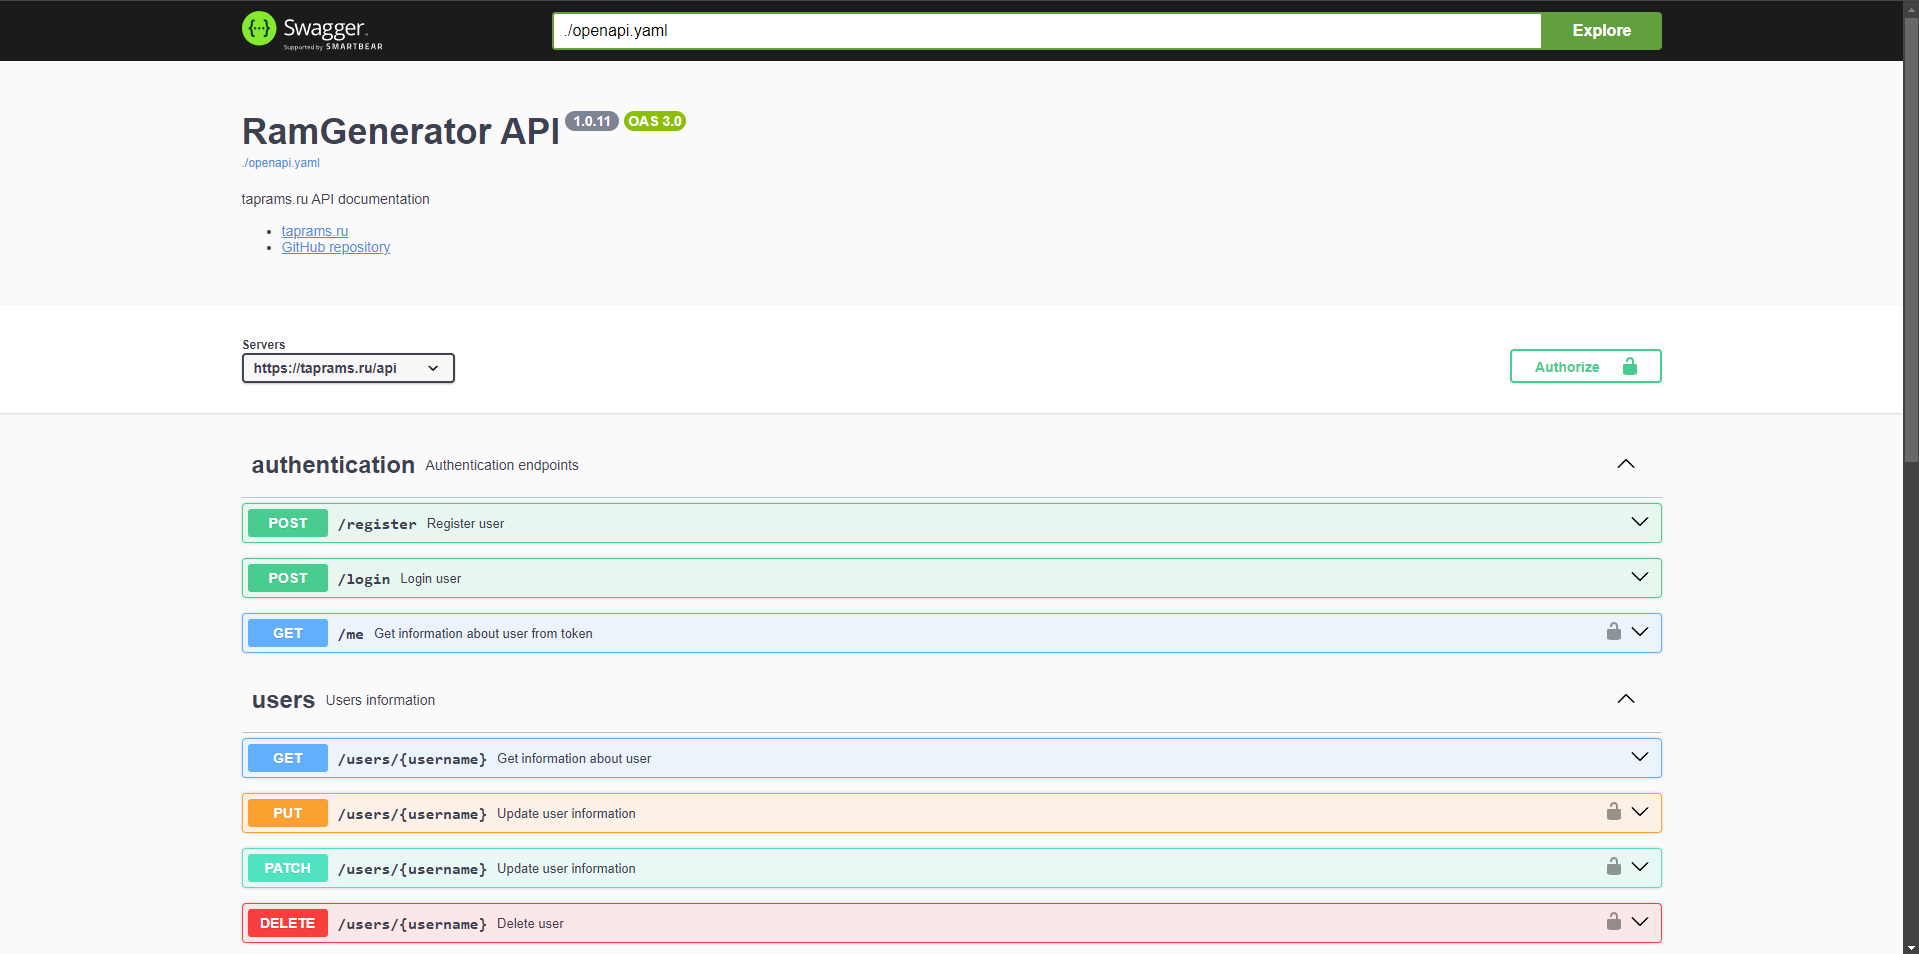 Swagger.
Supported by SMARTBEAR
./openapi.yaml
Explore
RamGenerator API 1.0.11 OAS 3.0
./openapi.yaml
taprams.ru API documentation
taprams.ru
GitHub repository
Servers
https://taprams.ru/api
Authorize
authentication Authentication endpoints
POST /register Register user
POST /login Login user
GET /me Get information about user from token
users Users information
GET /users/{username} Get information about user
PUT /users/{username} Update user information
PATCH /users/{username} Update user information
DELETE /users/{username} Delete user